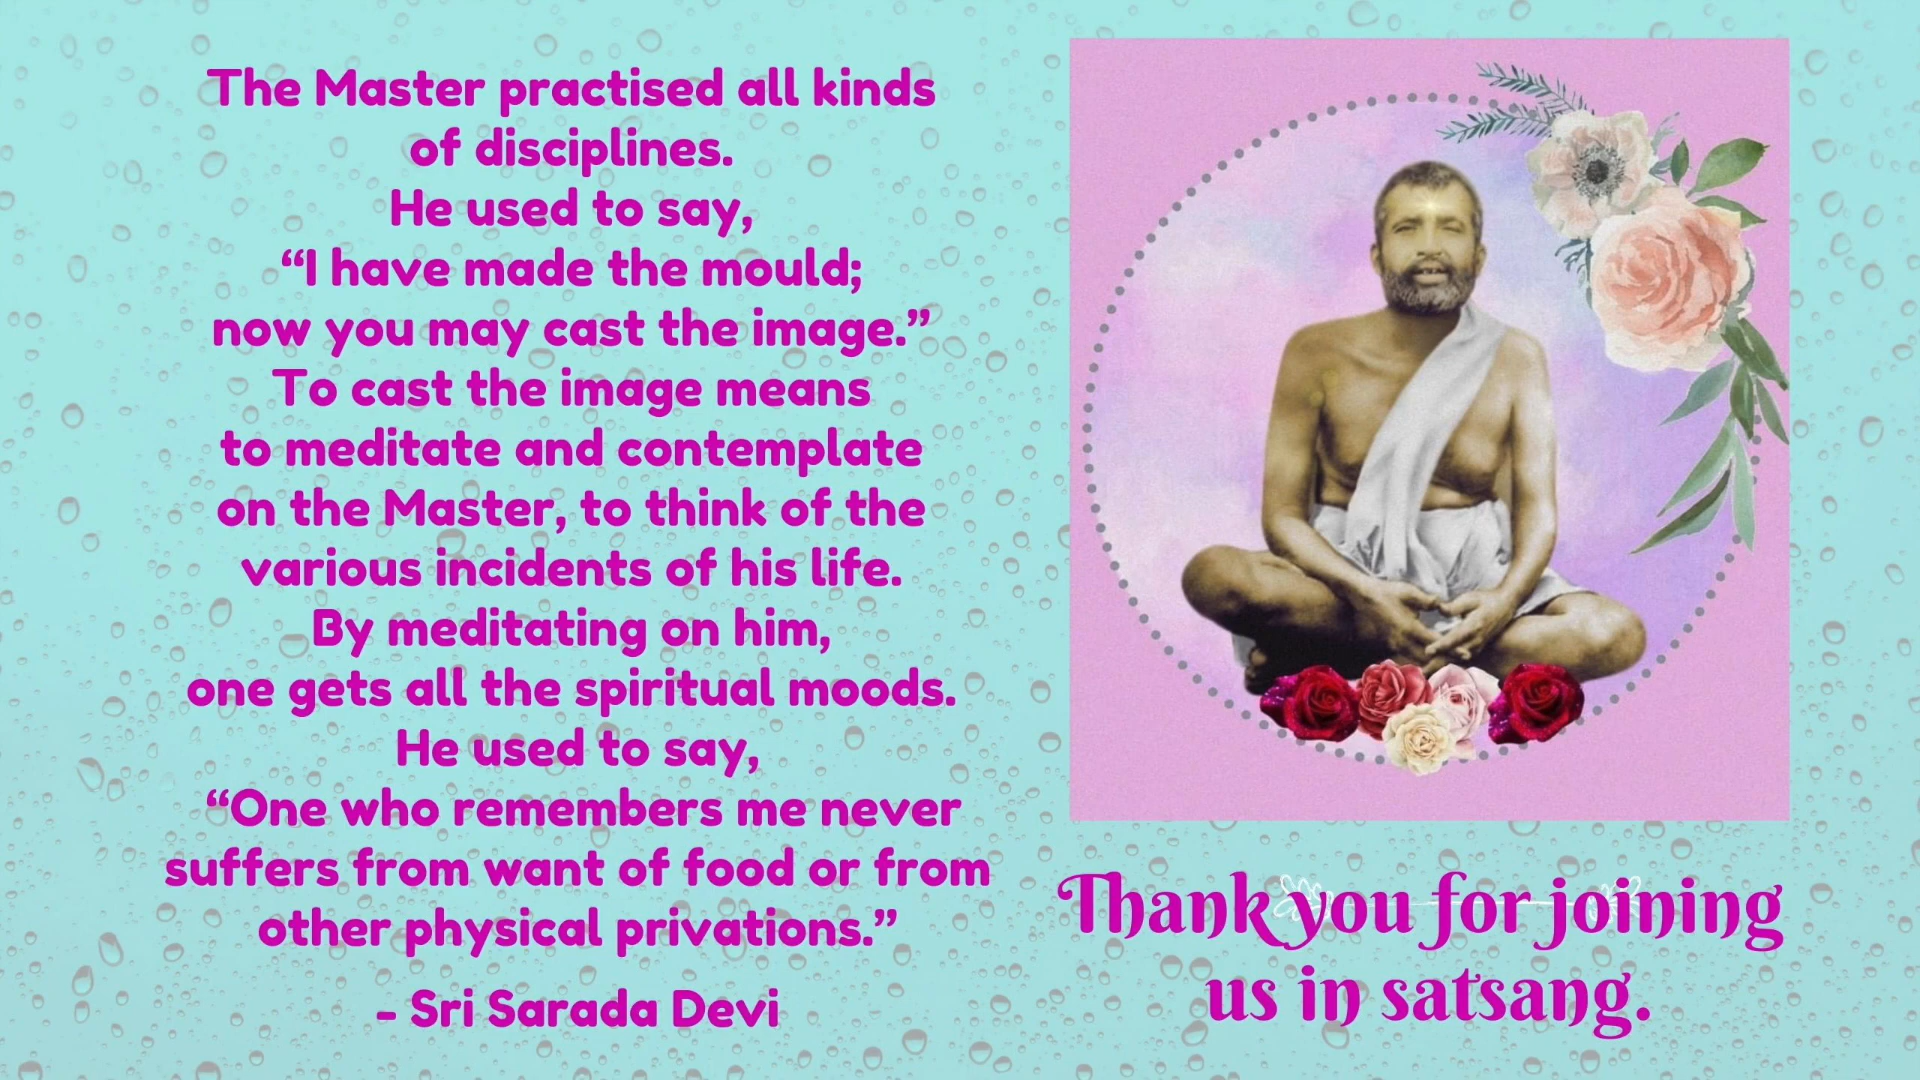 The Master practised all kinds
of disciplines.
He used to say,
“I have made the mould;
now you may cast the image.”
To cast the image means
to meditate and contemplate
on the Master, to think of the
various incidents of his life.
By meditating on him,
one gets all the spiritual moods.
He used to say,
“One who remembers me never
suffers from want of food or from
other physical privations.”
- Sri Sarada Devi
Thank you for joining
us in satsang.